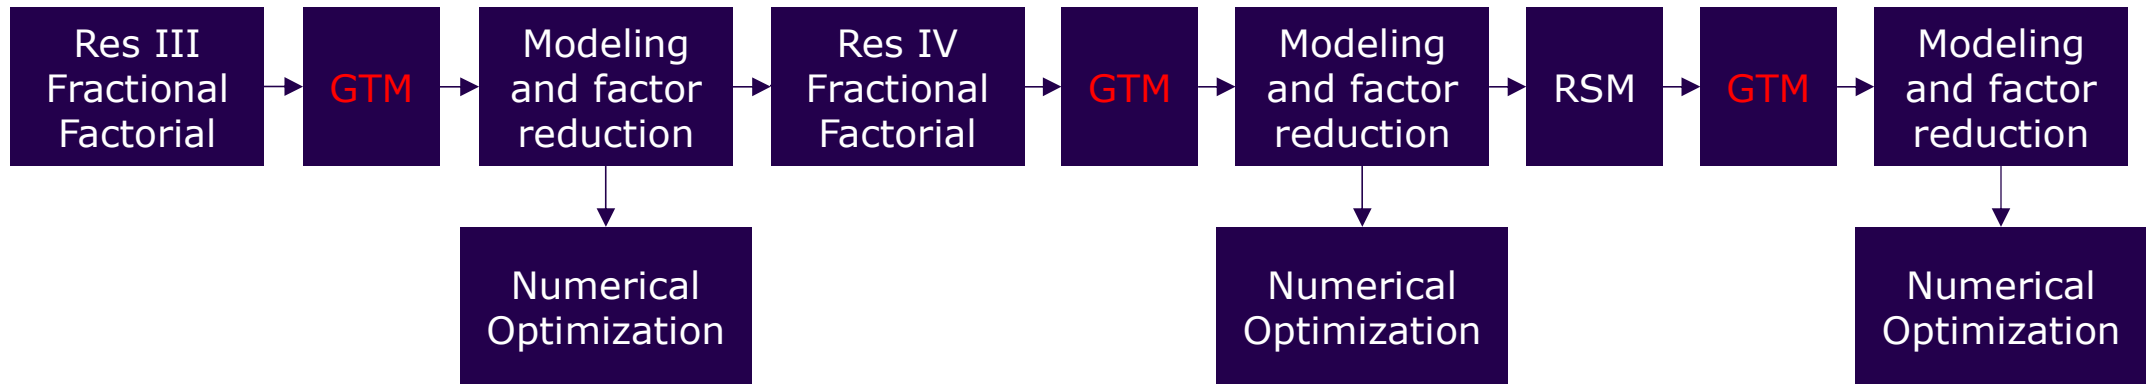 Res III
Fractional
Factorial
GTM
Modeling
and factor
reduction
Res IV
Fractional
Factorial
GTM
Modeling
and factor
reduction
RSM
GTM
Modeling
and factor
reduction
Numerical
Optimization
Numerical
Optimization
Numerical
Optimization